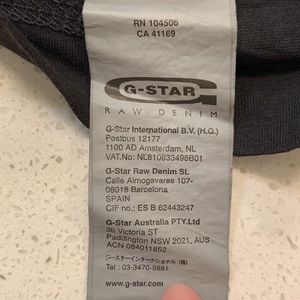 RN 104506
CA 41169
G-STAR
RAW DENIM
G-Star International B.V. (H.Q.)
Postbus 12177
1100 AD Amsterdam, NL
VAT.No: NL810633498B01
G-Star Raw Denim SL
Calle Almogavares 107-
08018 Barcelona
SPAIN
CIF no.: ES B 62443247
G-Star Australia PTY.Ltd
3b Victoria ST
Paddington NSW 2021, AUS
ACN 084011852
ジースターインターナショナル (株)
Tel : 03-3470-9881
www.g-star.com